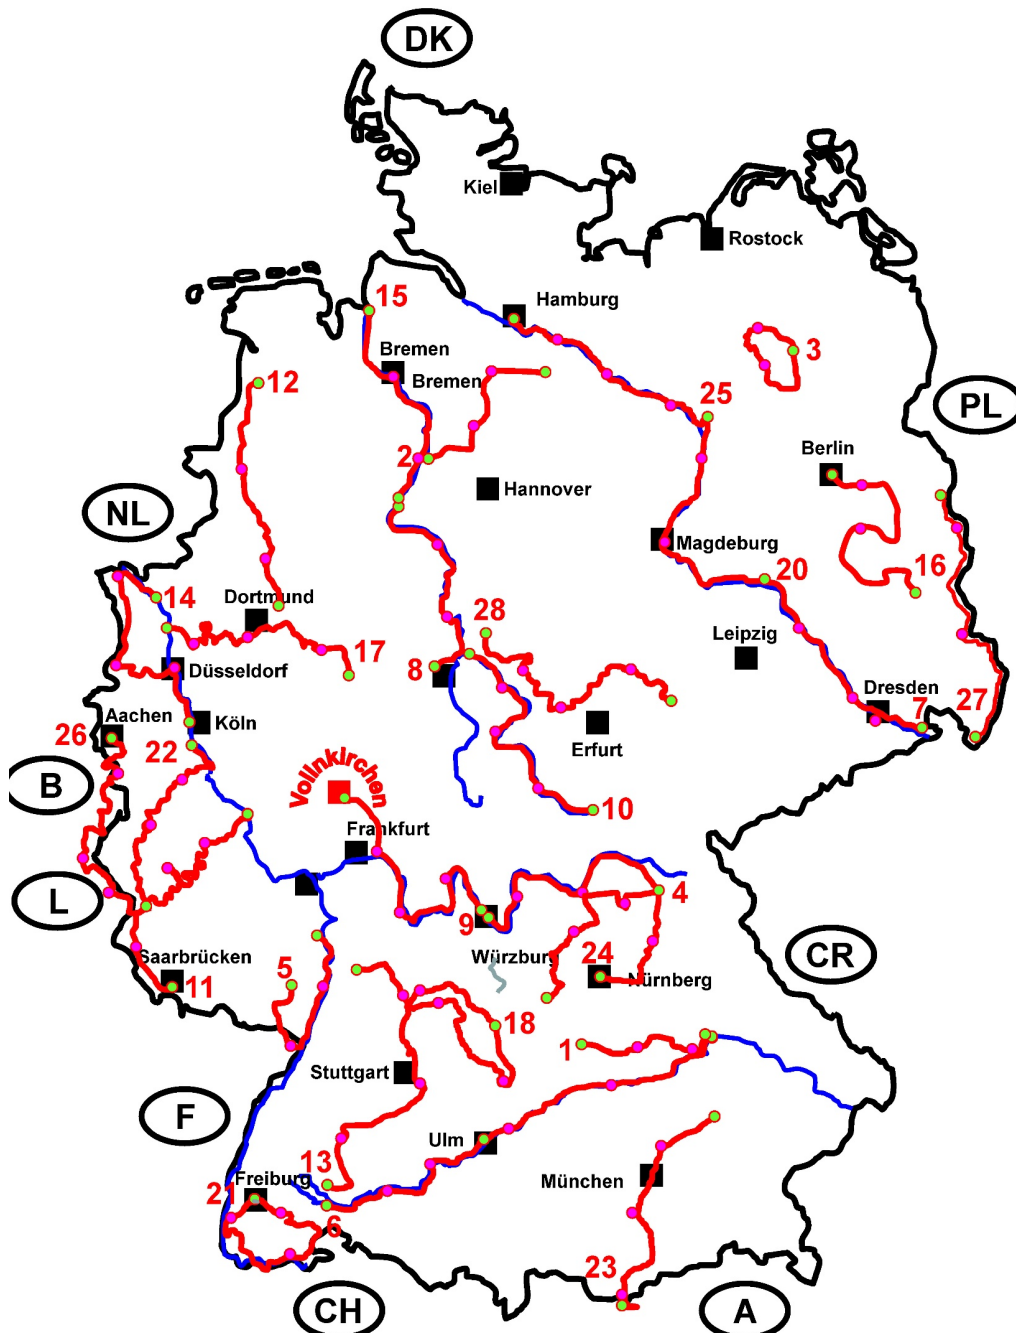 DK
Kiel
Rostock
15
Hamburg
Bremen
Bremen
3
12
25
PL
2
Berlin
Hannover
NL
Magdeburg
20
16
14
Dortmund
28
Leipzig
17
8
Düsseldorf
Dresden
7
27
Aachen
26
22
Köln
Erfurt
B
Vollnkirchen
10
Frankfurt
L
4
9
Würzburg
24
Nürnberg
CR
Saarbrücken
11
5
18
1
Stuttgart
F
Ulm
13
München
Freiburg
21
6
23
CH
A